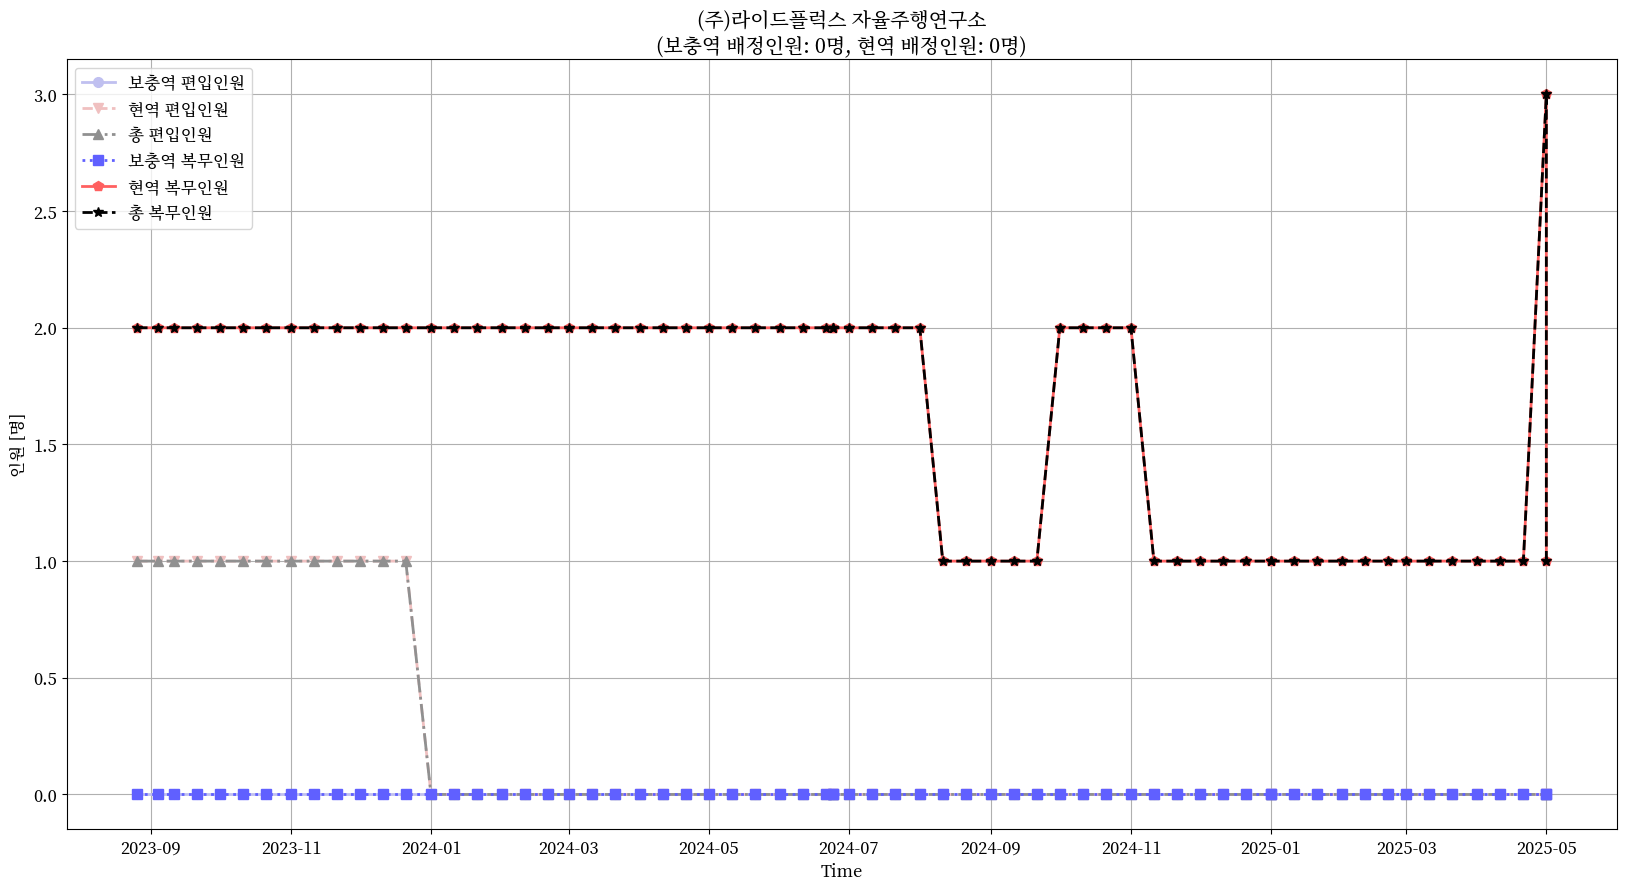 (주)라이드플럭스 자율주행연구소
(보충역 배정인원: 0명, 현역 배정인원: 0명)
보충역 편입인원
현역 편입인원
총 편입인원
보충역 복무인원
현역 복무인원
총 복무인원
인원 [명]
3.0
2.5
2.0
1.5
1.0
0.5
0.0
2023-09 2023-11 2024-01 2024-03 2024-05 2024-07 2024-09 2024-11 2025-01 2025-03 2025-05
Time